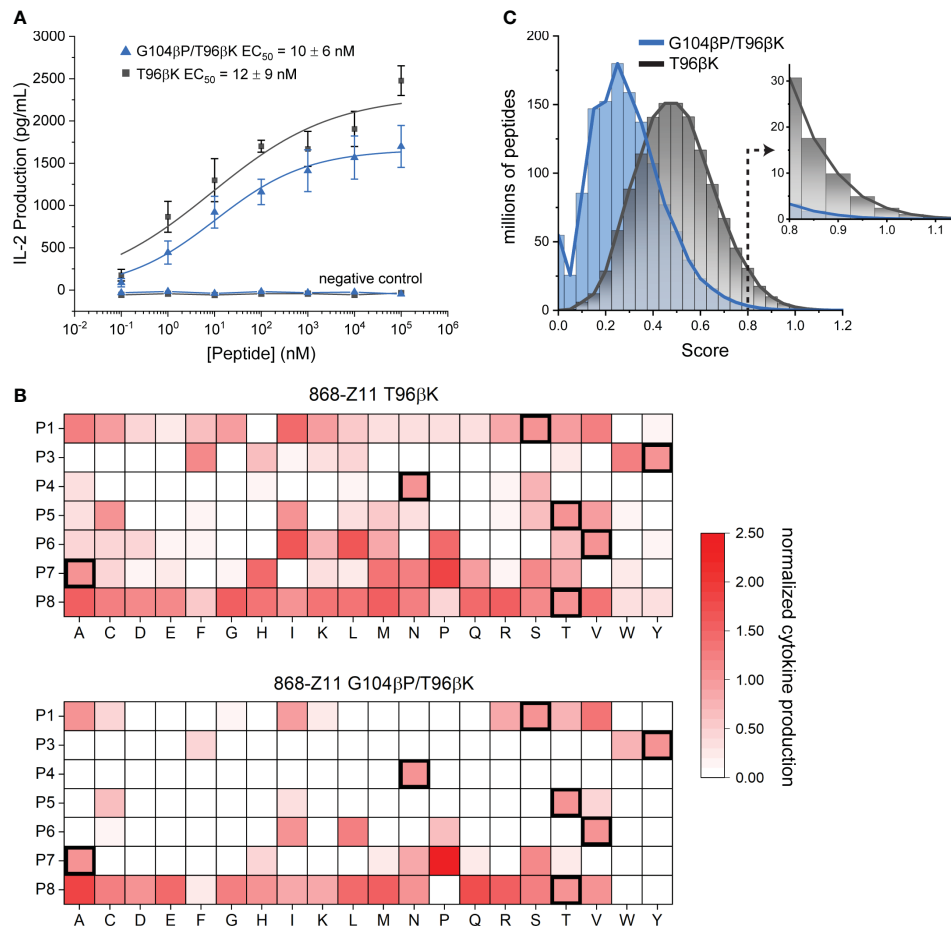 A
IL-2 Production (pg/mL)
3000
2500
2000
1500
1000
500
0
G104βP/T96βK EC50 = 10 ± 6 nM
T96βK EC50 = 12 ± 9 nM
negative control
10-2 10-1 100 101 102 103 104 105 106
[Peptide] (nM)
C
millions of peptides
200
150
100
50
0
G104βP/T96βK
T96βK
30
20
10
0
0.8 0.9 1.0 1.1
0.0 0.2 0.4 0.6 0.8 1.0 1.2
Score
B
868-Z11 T96βK
P1
P3
P4
P5
P6
P7
P8
A C D E F G H I K L M N P Q R S T V W Y
868-Z11 G104βP/T96βK
P1
P3
P4
P5
P6
P7
P8
A C D E F G H I K L M N P Q R S T V W Y
2.50
2.00
1.50
1.00
0.50
0.00
normalized cytokine production